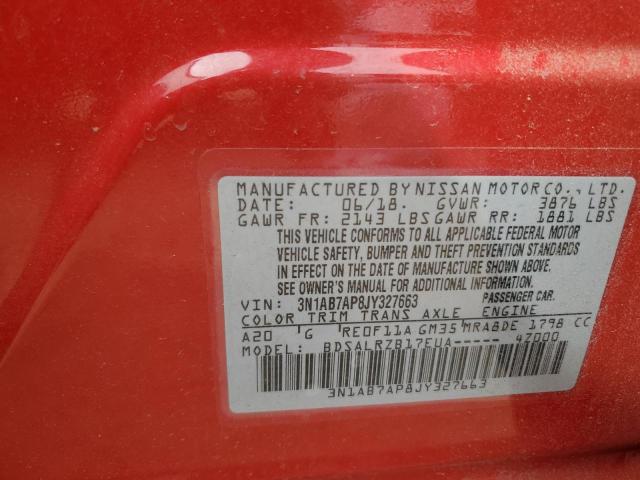 MANUFACTURED BY NISSAN MOTOR CO., LTD.
DATE: 06/18. GVWR: 3876 LBS
GAWR FR: 2143 LBS GAWR RR: 1881 LBS
THIS VEHICLE CONFORMS TO ALL APPLICABLE FEDERAL MOTOR
VEHICLE SAFETY, BUMPER AND THEFT PREVENTION STANDARDS
IN EFFECT ON THE DATE OF MANUFACTURE SHOWN ABOVE.
SEE OWNER'S MANUAL FOR ADDITIONAL INFORMATION.
VIN: 3N1AB7AP8JY327663 PASSENGER CAR.
COLOR TRIM TRANS AXLE ENGINE
A20 G RE0F11A GM35 MRA8DE 1798 CC
MODEL: BDSALRZB17EUA----- 47000
3N1AB7AP8JY327663